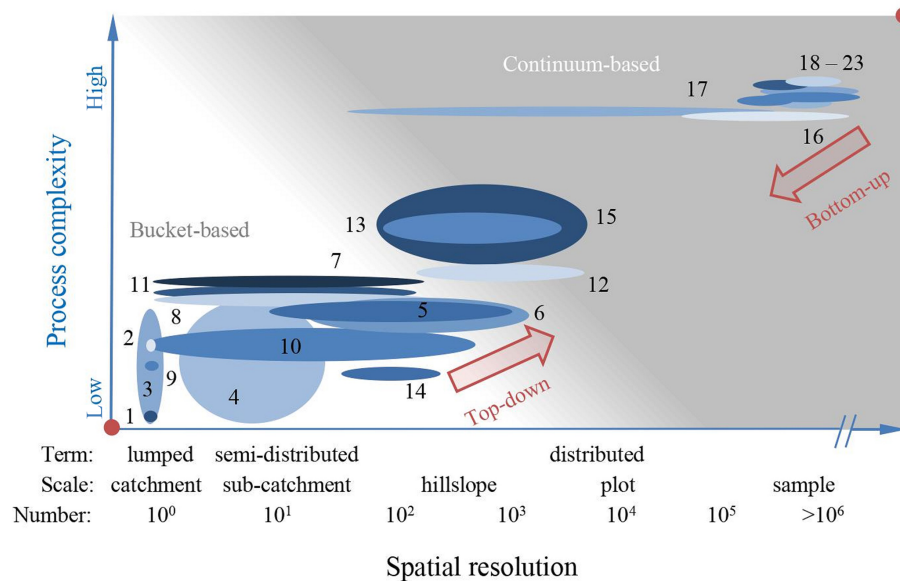 Continuum-based
18 – 23
17
16
High
Bottom-up
Process complexity
Bucket-based
13
15
7
11
12
8
5
6
2
10
3
9
4
14
Top-down
Low
1
Term: lumped semi-distributed distributed
Scale: catchment sub-catchment hillslope plot sample
Number: 10⁰ 10¹ 10² 10³ 10⁴ 10⁵ >10⁶
Spatial resolution